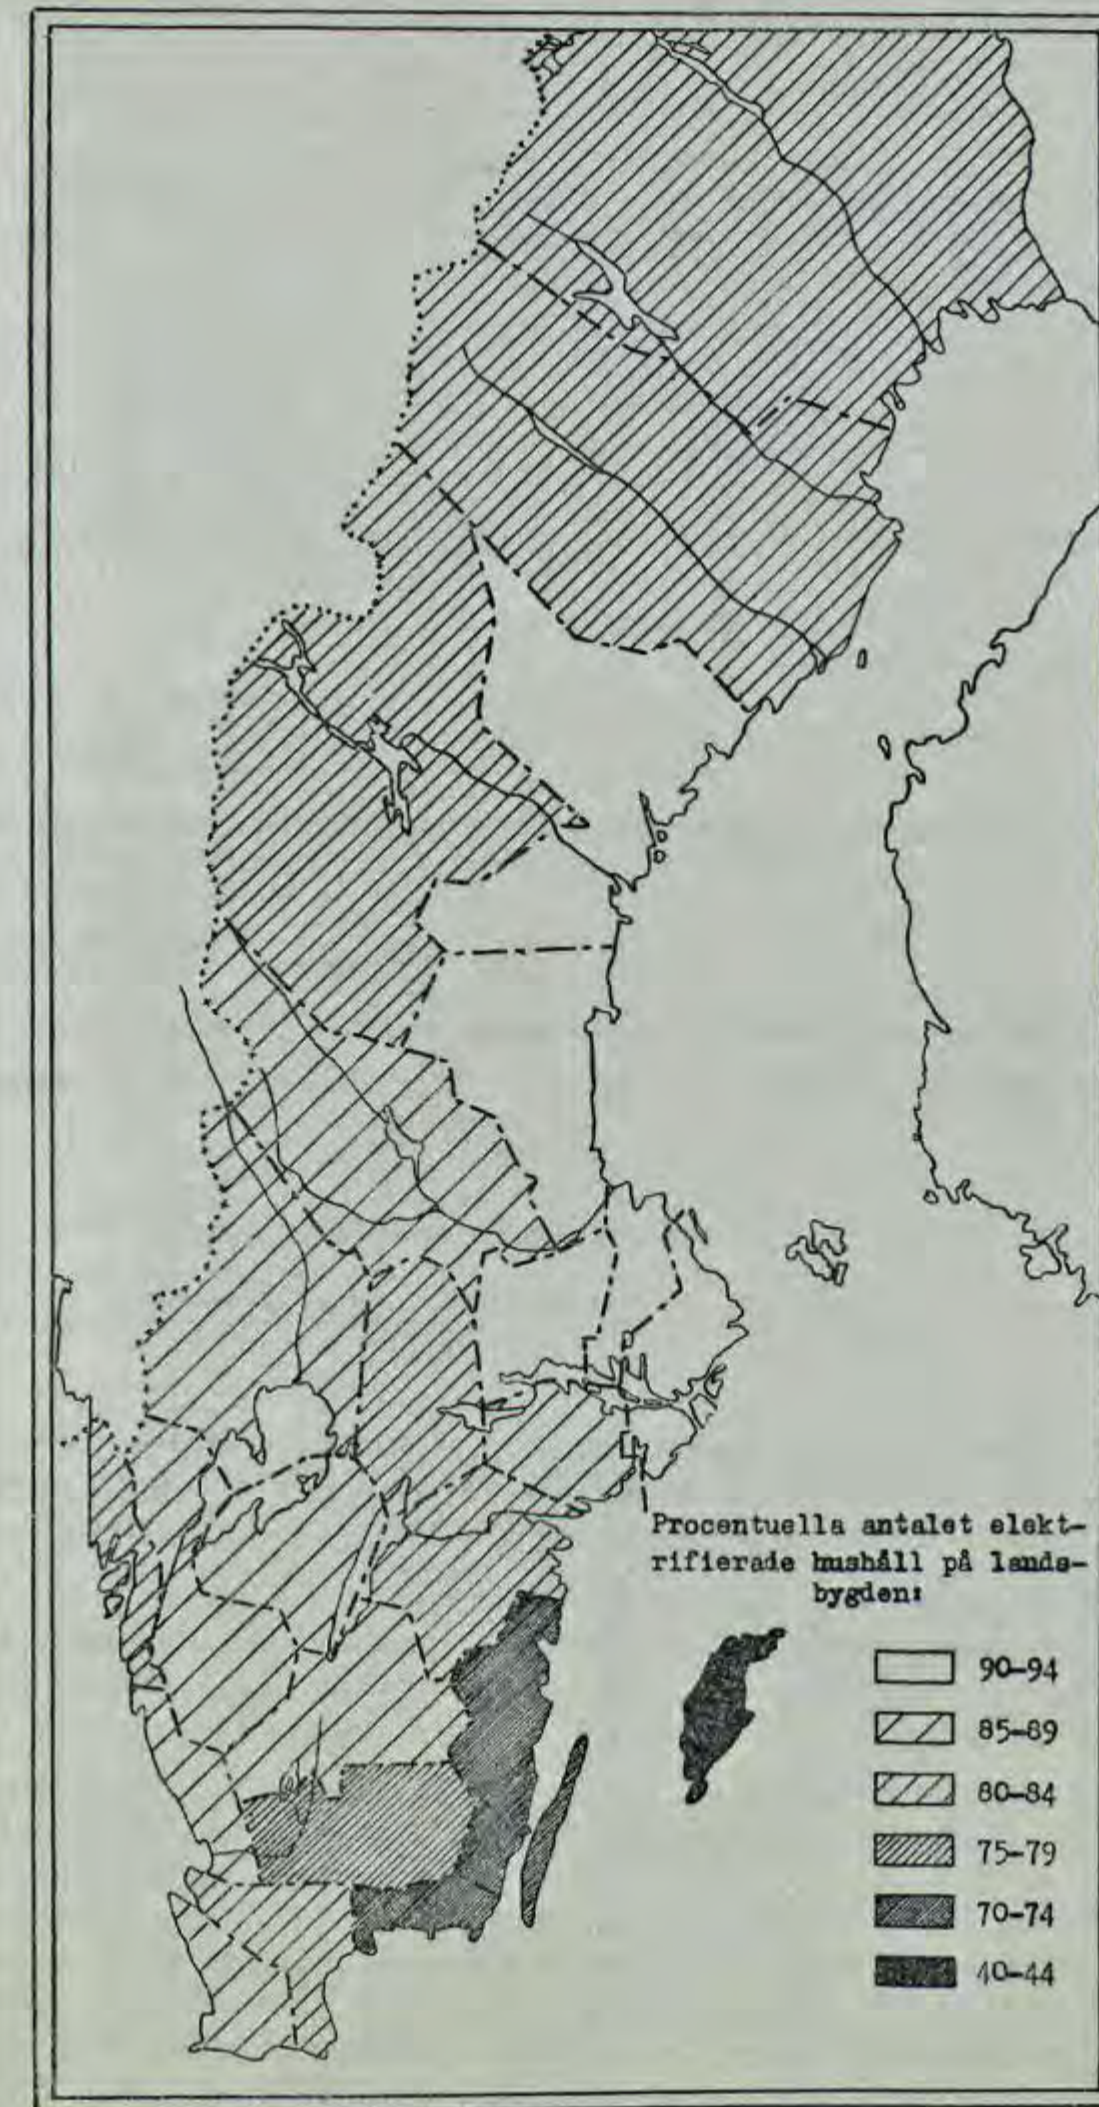 Procentuella antalet elekt-
rifierade hushåll på lands-
bygden:
90-94
85-89
80-84
75-79
70-74
40-44